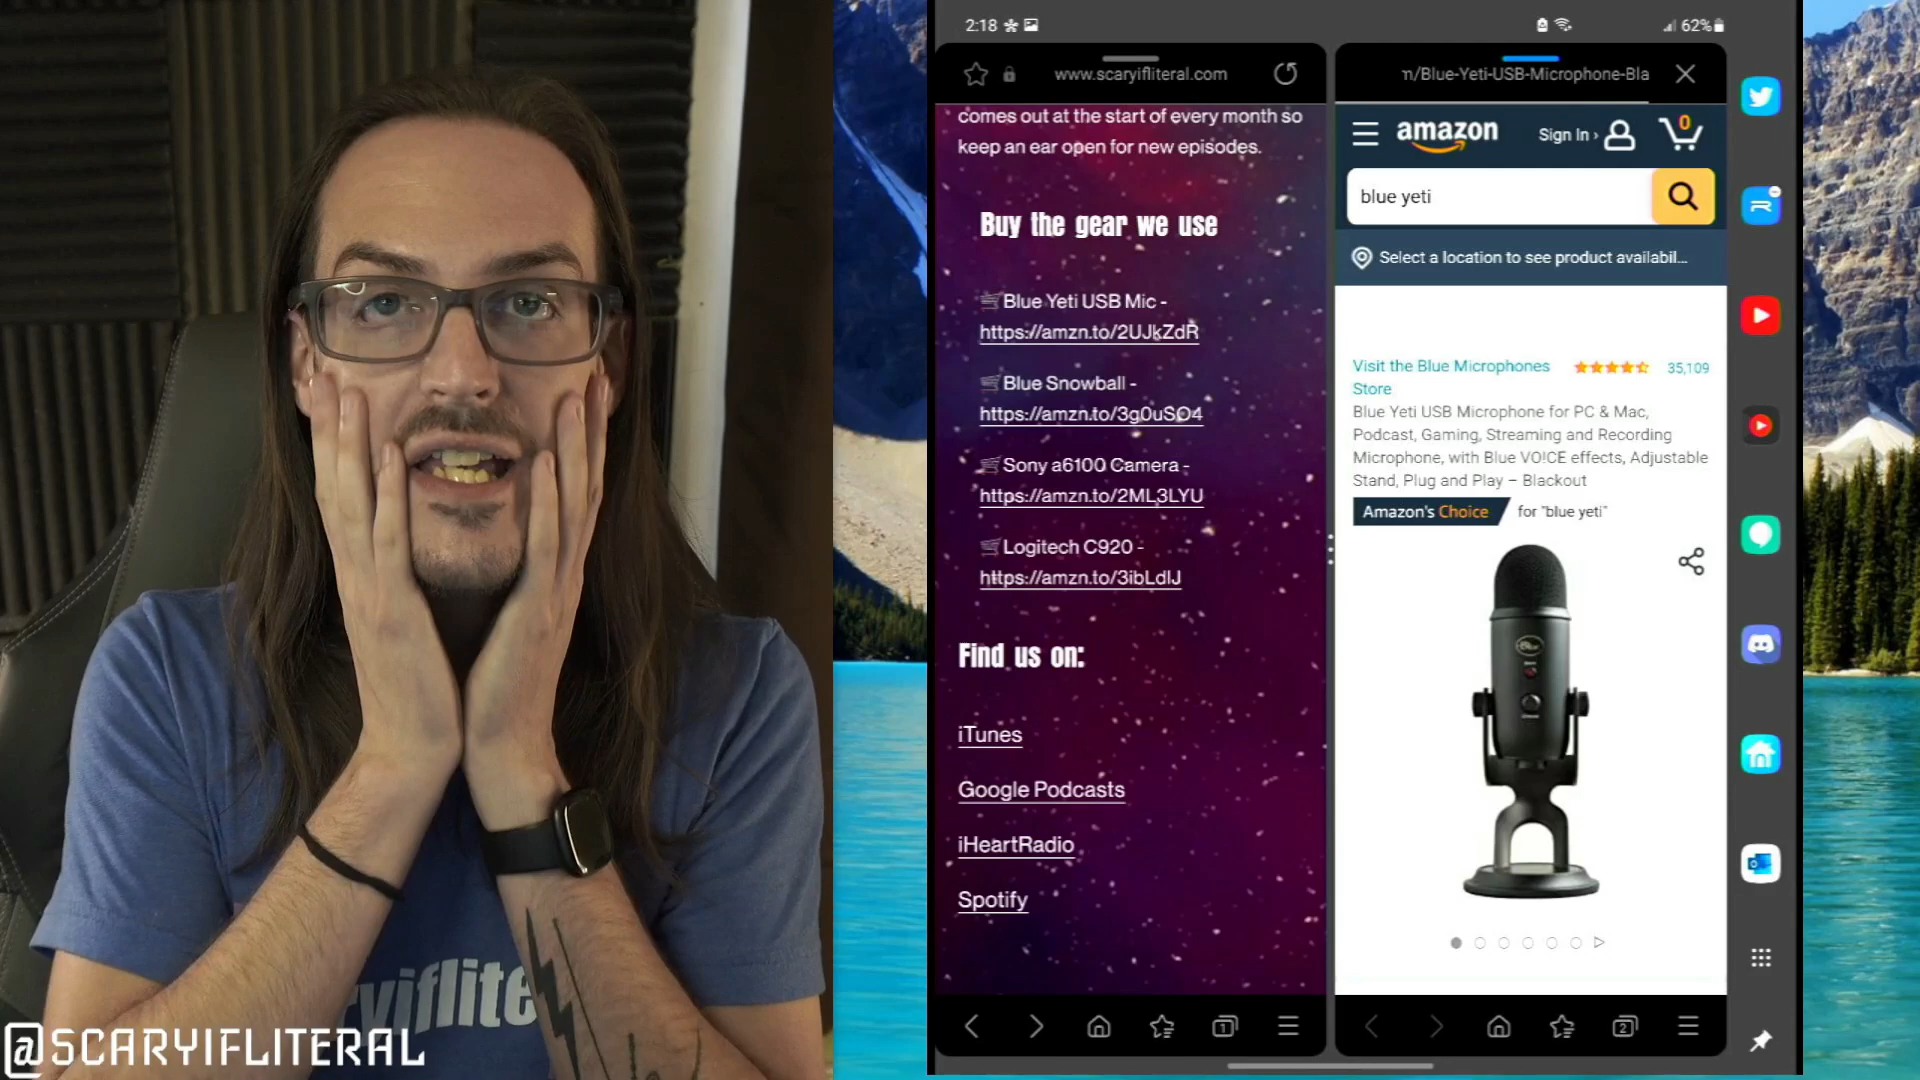 2:18
62%
www.scaryifliteral.com
comes out at the start of every month so
keep an ear open for new episodes.
Buy the gear we use
Blue Yeti USB Mic -
https://amzn.to/2UJkZdR
Blue Snowball -
https://amzn.to/3g0uSO4
Sony a6100 Camera -
https://amzn.to/2ML3LYU
Logitech C920 -
https://amzn.to/3ibLdIJ
Find us on:
iTunes
Google Podcasts
iHeartRadio
Spotify
1
/Blue-Yeti-USB-Microphone-Bla
amazon
Sign In ›
0
blue yeti
Select a location to see product availabil...
Visit the Blue Microphones
Store
35,109
Blue Yeti USB Microphone for PC & Mac,
Podcast, Gaming, Streaming and Recording
Microphone, with Blue VO!CE effects, Adjustable
Stand, Plug and Play – Blackout
Amazon's Choice for "blue yeti"
Blue
2
ryiflite
@SCARYIFLITERAL